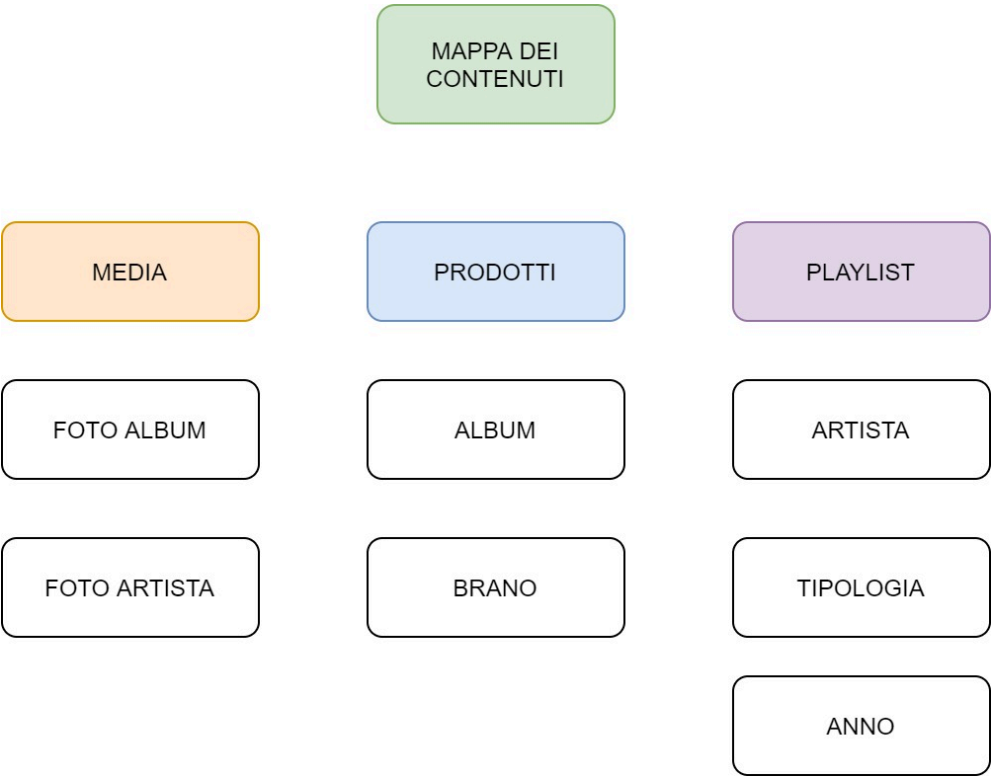 MAPPA DEI
CONTENUTI
MEDIA
PRODOTTI
PLAYLIST
FOTO ALBUM
ALBUM
ARTISTA
FOTO ARTISTA
BRANO
TIPOLOGIA
ANNO